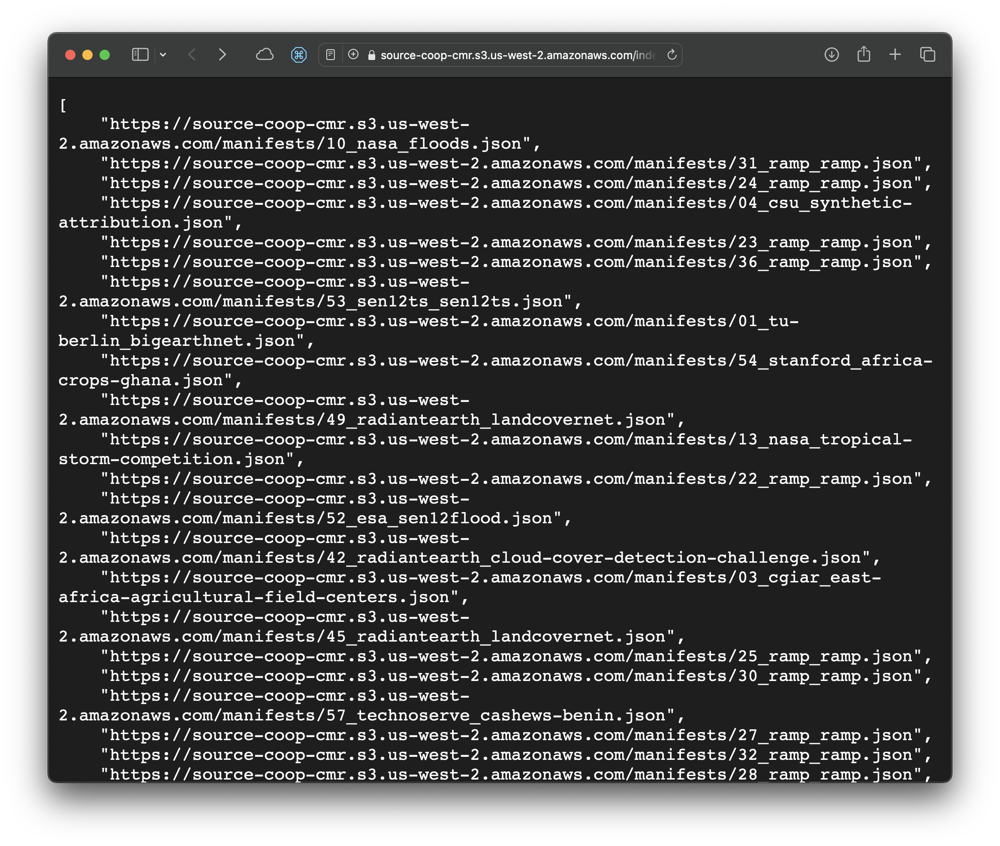 source-coop-cmr.s3.us-west-2.amazonaws.com/inde
[
"https://source-coop-cmr.s3.us-west-
2.amazonaws.com/manifests/10_nasa_floods.json",
"https://source-coop-cmr.s3.us-west-2.amazonaws.com/manifests/31_ramp_ramp.json",
"https://source-coop-cmr.s3.us-west-2.amazonaws.com/manifests/24_ramp_ramp.json",
"https://source-coop-cmr.s3.us-west-2.amazonaws.com/manifests/04_csu_synthetic-
attribution.json",
"https://source-coop-cmr.s3.us-west-2.amazonaws.com/manifests/23_ramp_ramp.json",
"https://source-coop-cmr.s3.us-west-2.amazonaws.com/manifests/36_ramp_ramp.json",
"https://source-coop-cmr.s3.us-west-
2.amazonaws.com/manifests/53_sen12ts_sen12ts.json",
"https://source-coop-cmr.s3.us-west-2.amazonaws.com/manifests/01_tu-
berlin_bigearthnet.json",
"https://source-coop-cmr.s3.us-west-2.amazonaws.com/manifests/54_stanford_africa-
crops-ghana.json",
"https://source-coop-cmr.s3.us-west-
2.amazonaws.com/manifests/49_radiantearth_landcovernet.json",
"https://source-coop-cmr.s3.us-west-2.amazonaws.com/manifests/13_nasa_tropical-
storm-competition.json",
"https://source-coop-cmr.s3.us-west-2.amazonaws.com/manifests/22_ramp_ramp.json",
"https://source-coop-cmr.s3.us-west-
2.amazonaws.com/manifests/52_esa_sen12flood.json",
"https://source-coop-cmr.s3.us-west-
2.amazonaws.com/manifests/42_radiantearth_cloud-cover-detection-challenge.json",
"https://source-coop-cmr.s3.us-west-2.amazonaws.com/manifests/03_cgiar_east-
africa-agricultural-field-centers.json",
"https://source-coop-cmr.s3.us-west-
2.amazonaws.com/manifests/45_radiantearth_landcovernet.json",
"https://source-coop-cmr.s3.us-west-2.amazonaws.com/manifests/25_ramp_ramp.json",
"https://source-coop-cmr.s3.us-west-2.amazonaws.com/manifests/30_ramp_ramp.json",
"https://source-coop-cmr.s3.us-west-
2.amazonaws.com/manifests/57_technoserve_cashews-benin.json",
"https://source-coop-cmr.s3.us-west-2.amazonaws.com/manifests/27_ramp_ramp.json",
"https://source-coop-cmr.s3.us-west-2.amazonaws.com/manifests/32_ramp_ramp.json",
"https://source-coop-cmr.s3.us-west-2.amazonaws.com/manifests/28_ramp_ramp.json",